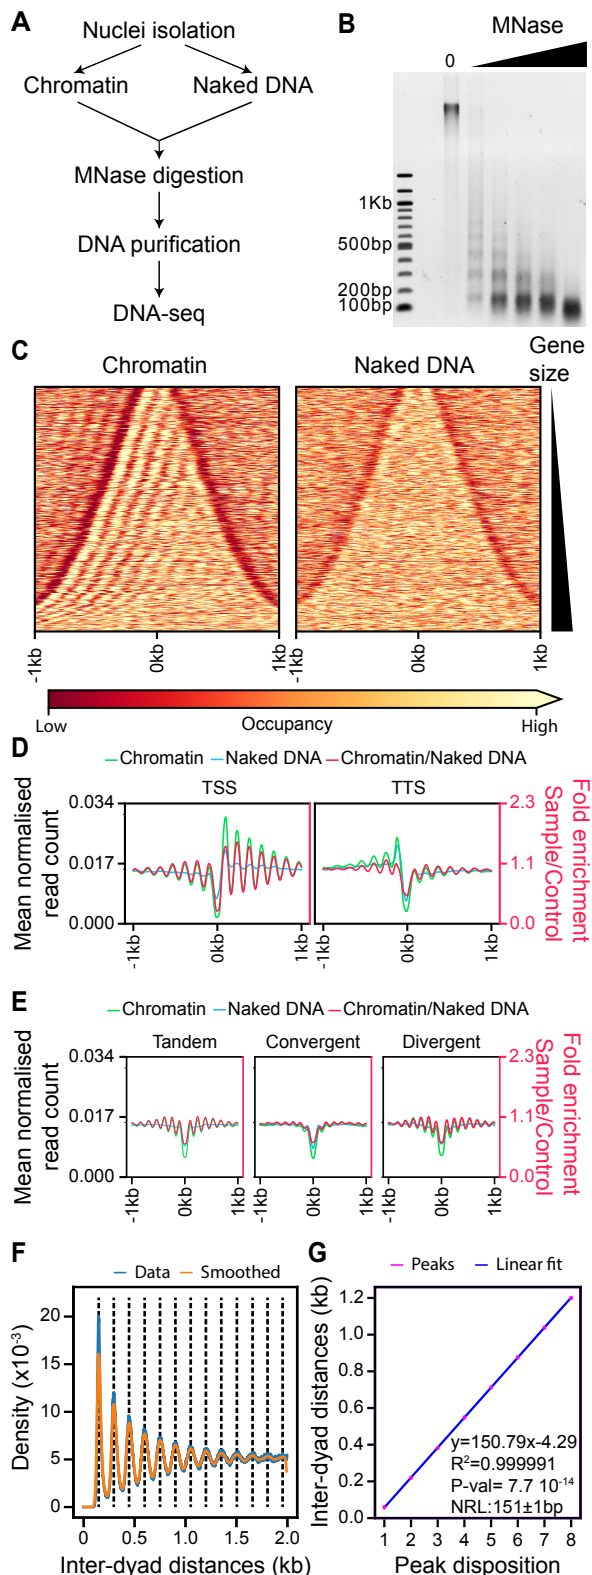 A
Nuclei isolation
Chromatin
Naked DNA
MNase digestion
DNA purification
DNA-seq
B
MNase
0
1Kb
500bp
200bp
100bp
C
Chromatin
Naked DNA
Gene
size
-1kb
0kb
1kb
-1kb
0kb
1kb
Low
Occupancy
High
D
Chromatin
Naked DNA
Chromatin/Naked DNA
TSS
TTS
Mean normalised
read count
0.034
0.017
0.000
2.3
1.1
0.0
Fold enrichment
Sample/Control
-1kb
0kb
1kb
-1kb
0kb
1kb
E
Chromatin
Naked DNA
Chromatin/Naked DNA
Tandem
Convergent
Divergent
Mean normalised
read count
0.034
0.017
0.000
2.3
1.1
0.0
Fold enrichment
Sample/Control
-1kb
0kb
1kb
-1kb
0kb
1kb
-1kb
0kb
1kb
F
Data
Smoothed
Density (x10⁻³)
20
15
10
5
0
0
0.5
1.0
1.5
2.0
Inter-dyad distances (kb)
G
Peaks
Linear fit
Inter-dyad distances (kb)
1.2
1.0
0.8
0.6
0.4
0.2
0.0
y=150.79x-4.29
R²=0.999991
P-val= 7.7 10⁻¹⁴
NRL:151±1bp
1 2 3 4 5 6 7 8
Peak disposition